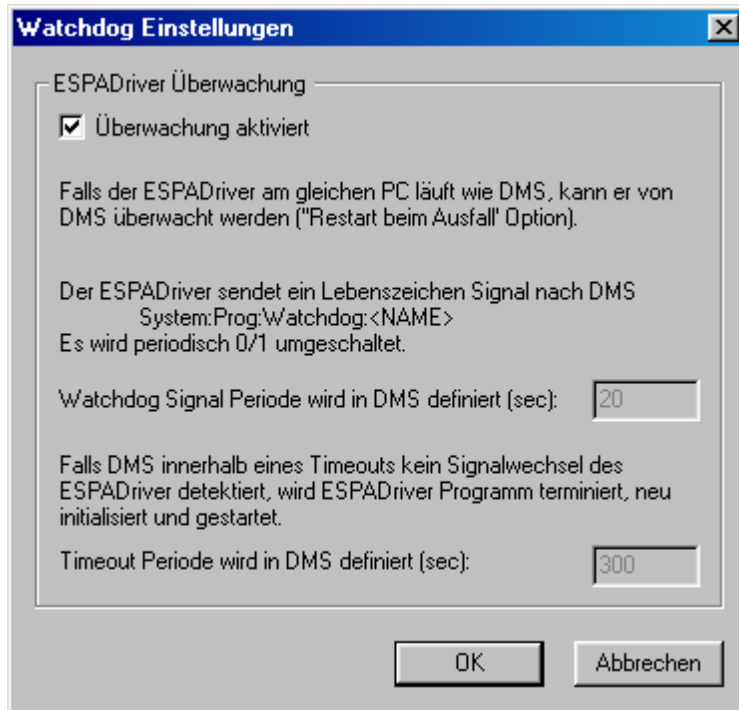 Watchdog Einstellungen
ESPADriver Überwachung
Überwachung aktiviert
Falls der ESPADriver am gleichen PC läuft wie DMS, kann er von
DMS überwacht werden ("Restart beim Ausfall' Option).
Der ESPADriver sendet ein Lebenszeichen Signal nach DMS
System:Prog:Watchdog:<NAME>
Es wird periodisch 0/1 umgeschaltet.
Watchdog Signal Periode wird in DMS definiert (sec): 20
Falls DMS innerhalb eines Timeouts kein Signalwechsel des
ESPADriver detektiert, wird ESPADriver Programm terminiert, neu
initialisiert und gestartet.
Timeout Periode wird in DMS definiert (sec): 300
OK Abbrechen